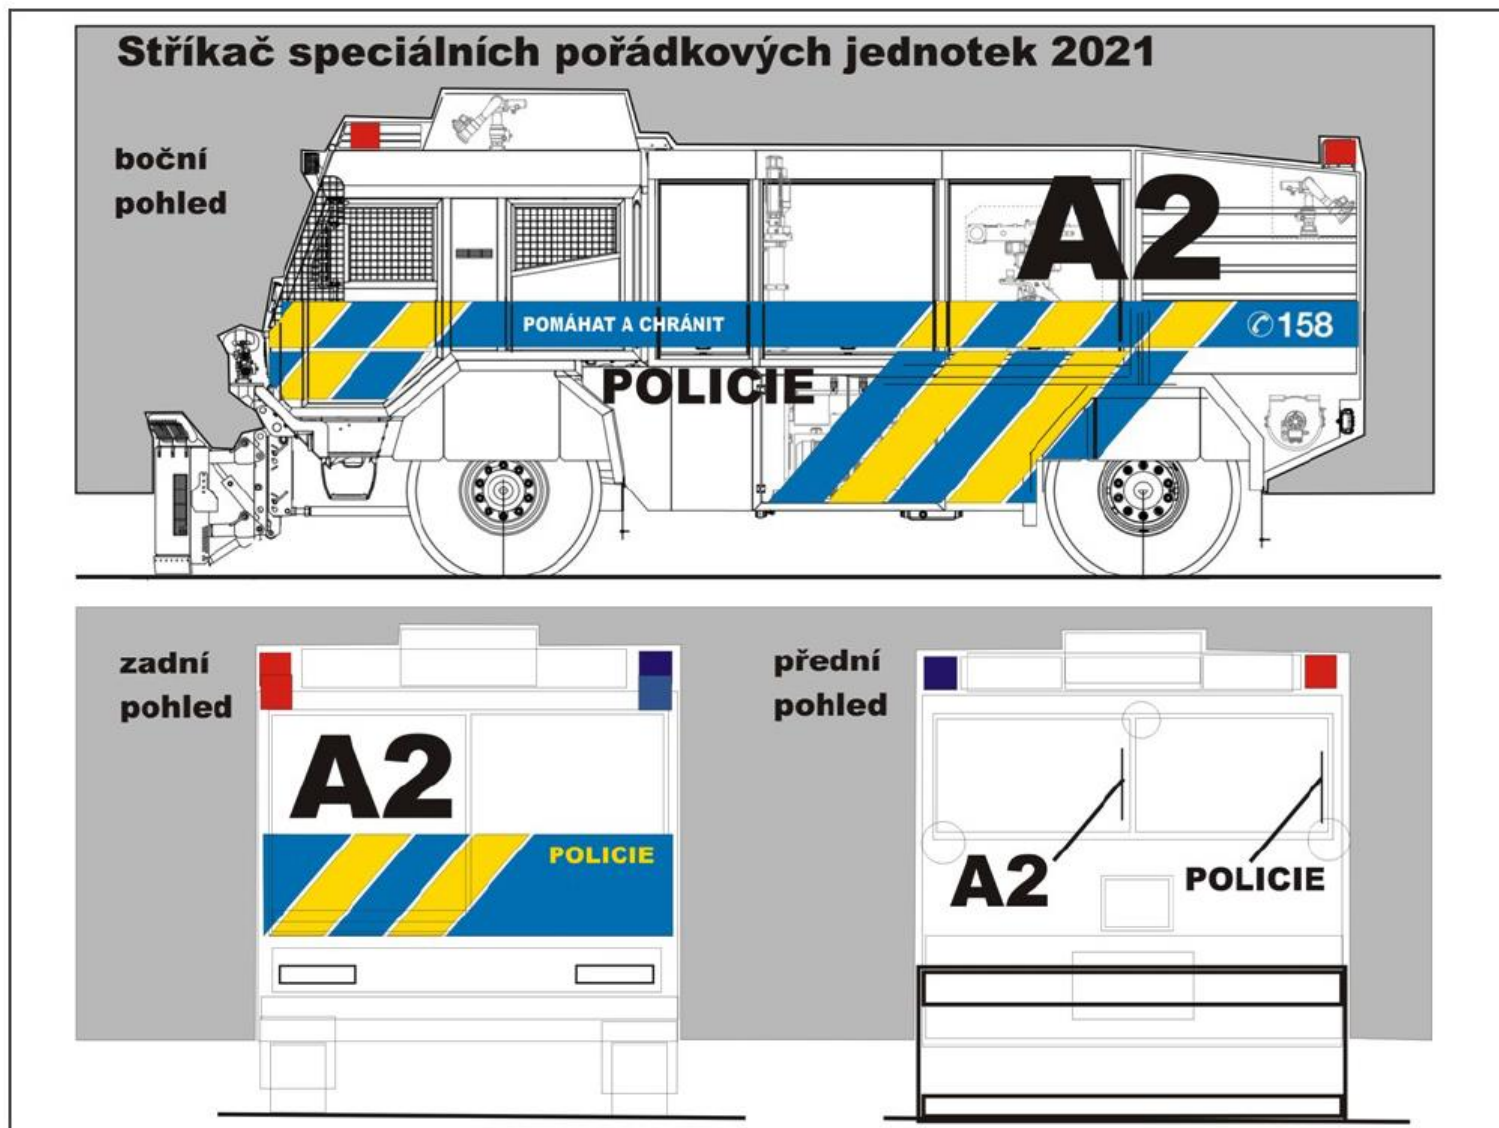 Stříkač speciálních pořádkových jednotek 2021
boční
pohled
A2
POMÁHAT A CHRÁNIT
✆158
POLICIE
zadní
pohled
A2
POLICIE
přední
pohled
A2
POLICIE